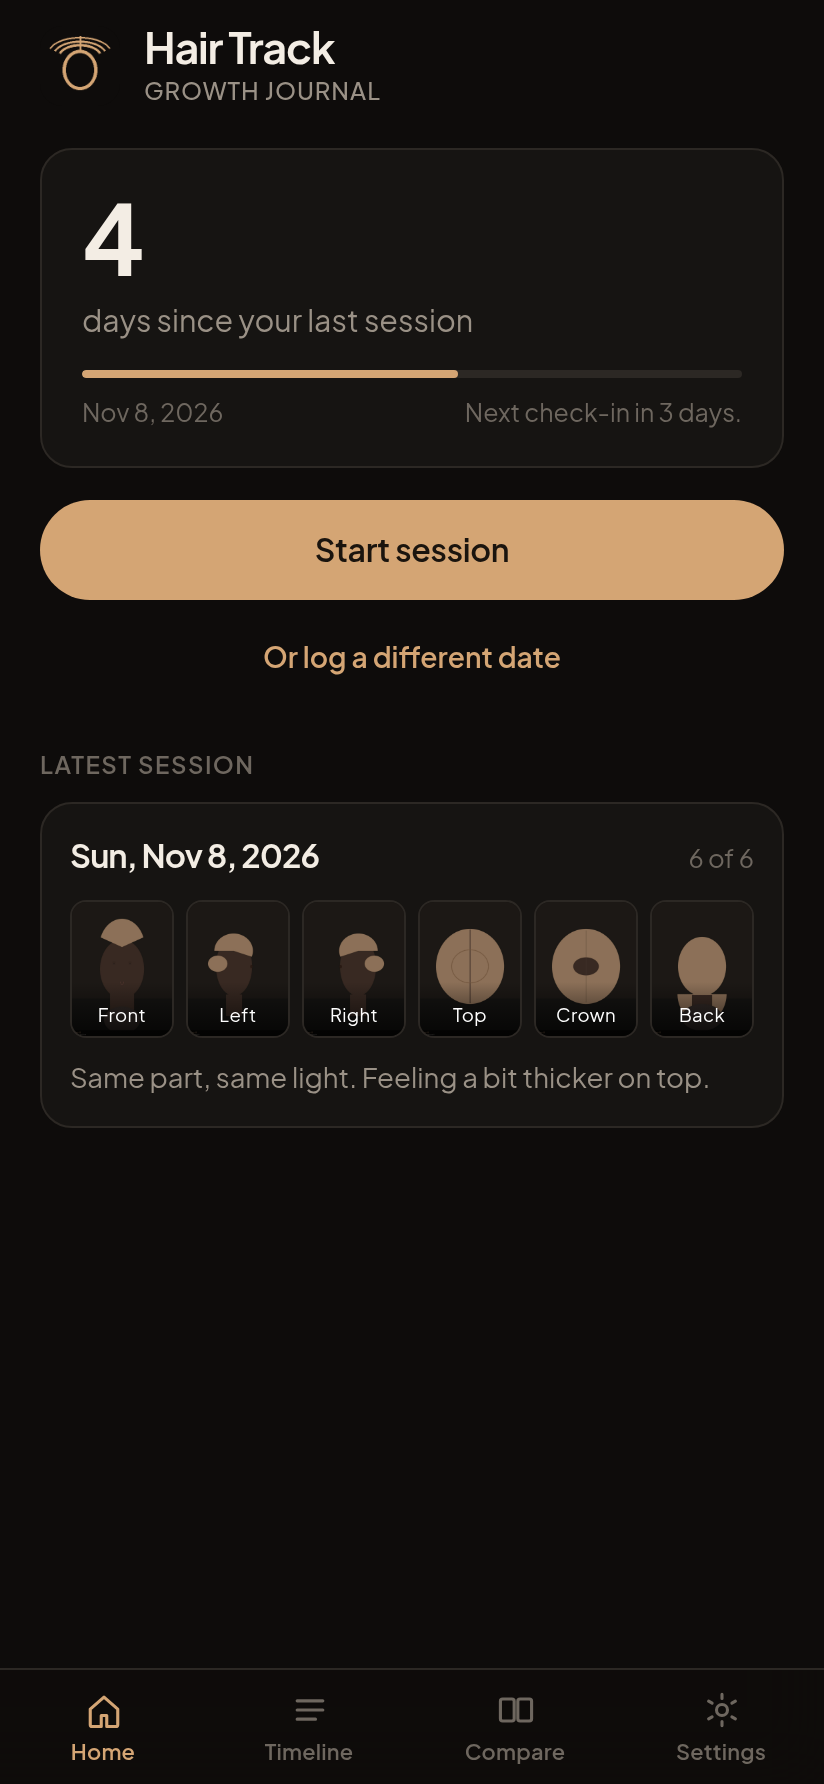 Hair Track
GROWTH JOURNAL
4
days since your last session
Nov 8, 2026
Next check-in in 3 days.
Start session
Or log a different date
LATEST SESSION
Sun, Nov 8, 2026
6 of 6
Front
Left
Right
Top
Crown
Back
Same part, same light. Feeling a bit thicker on top.
Home
Timeline
Compare
Settings